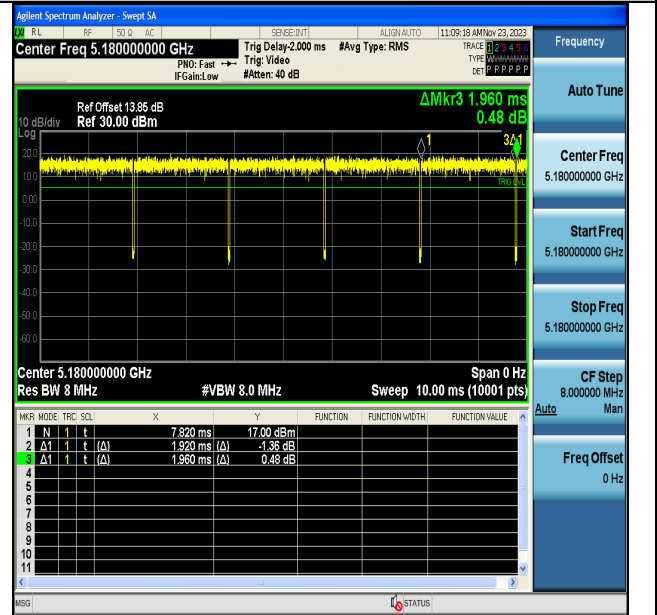 Agilent Spectrum Analyzer - Swept SA
RL RF 50 Ω AC SENSE:INT ALIGN AUTO 11:09:18 AM Nov 23, 2023
Center Freq 5.180000000 GHz
Trig Delay-2.000 ms #Avg Type: RMS
TRACE 1 2 3 4 5 6
PNO: Fast Trig: Video
TYPE W
IFGain:Low #Atten: 40 dB
DET P P P P P P
Frequency
ΔMkr3 1.960 ms
0.48 dB
Ref Offset 13.85 dB
10 dB/div Ref 30.00 dBm
Log
1
3Δ1
20.0
10.0
TRIG LVL
0.00
-10.0
-20.0
-30.0
-40.0
-50.0
-60.0
Center 5.180000000 GHz Span 0 Hz
Res BW 8 MHz #VBW 8.0 MHz Sweep 10.00 ms (10001 pts)
MKR MODE TRC SCL X Y FUNCTION FUNCTION WIDTH FUNCTION VALUE
1 N 1 t 7.820 ms 17.00 dBm
2 Δ1 1 t (Δ) 1.920 ms (Δ) -1.36 dB
3 Δ1 1 t (Δ) 1.960 ms (Δ) 0.48 dB
4
5
6
7
8
9
10
11
MSG STATUS
Auto Tune
Center Freq
5.180000000 GHz
Start Freq
5.180000000 GHz
Stop Freq
5.180000000 GHz
CF Step
8.000000 MHz
Auto Man
Freq Offset
0 Hz